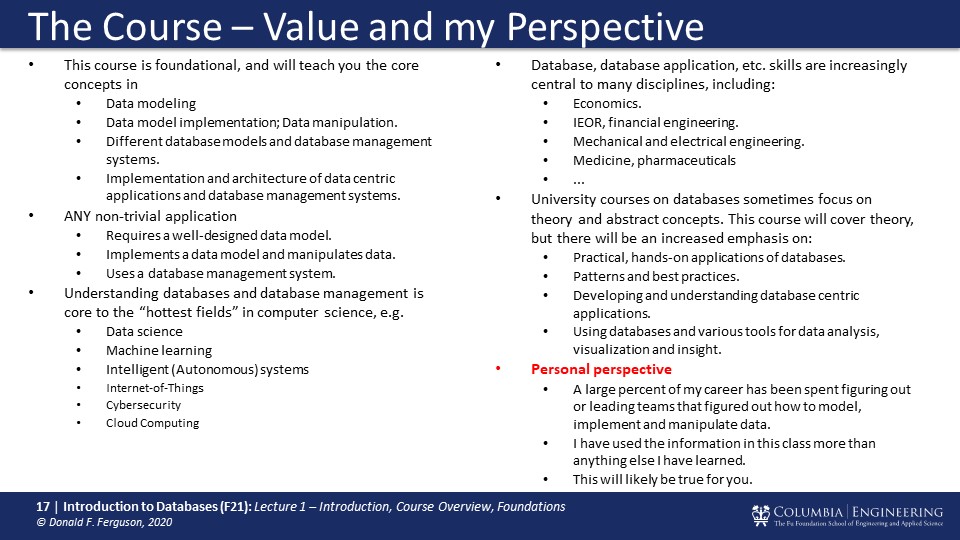 The Course – Value and my Perspective
• This course is foundational, and will teach you the core
concepts in
• Data modeling
• Data model implementation; Data manipulation.
• Different database models and database management
systems.
• Implementation and architecture of data centric
applications and database management systems.
• ANY non-trivial application
• Requires a well-designed data model.
• Implements a data model and manipulates data.
• Uses a database management system.
• Understanding databases and database management is
core to the “hottest fields” in computer science, e.g.
• Data science
• Machine learning
• Intelligent (Autonomous) systems
• Internet-of-Things
• Cybersecurity
• Cloud Computing
• Database, database application, etc. skills are increasingly
central to many disciplines, including:
• Economics.
• IEOR, financial engineering.
• Mechanical and electrical engineering.
• Medicine, pharmaceuticals
• ...
• University courses on databases sometimes focus on
theory and abstract concepts. This course will cover theory,
but there will be an increased emphasis on:
• Practical, hands-on applications of databases.
• Patterns and best practices.
• Developing and understanding database centric
applications.
• Using databases and various tools for data analysis,
visualization and insight.
• Personal perspective
• A large percent of my career has been spent figuring out
or leading teams that figured out how to model,
implement and manipulate data.
• I have used the information in this class more than
anything else I have learned.
• This will likely be true for you.
17 | Introduction to Databases (F21): Lecture 1 – Introduction, Course Overview, Foundations
© Donald F. Ferguson, 2020
COLUMBIA | ENGINEERING
The Fu Foundation School of Engineering and Applied Science